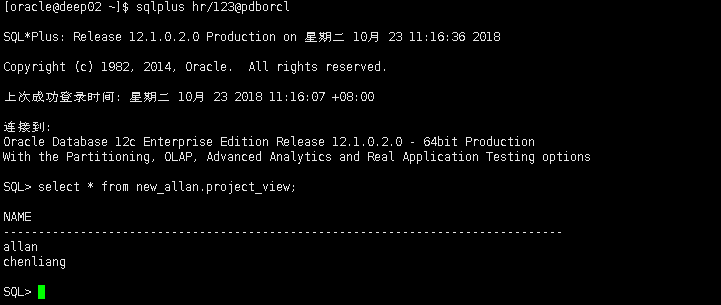 [oracle@deep02 ~]$ sqlplus hr/123@pdborcl
SQL*Plus: Release 12.1.0.2.0 Production on 星期二 10月 23 11:16:36 2018
Copyright (c) 1982, 2014, Oracle.  All rights reserved.
上次成功登录时间: 星期二 10月 23 2018 11:16:07 +08:00
连接到:
Oracle Database 12c Enterprise Edition Release 12.1.0.2.0 - 64bit Production
With the Partitioning, OLAP, Advanced Analytics and Real Application Testing options
SQL> select * from new_allan.project_view;
NAME
--------------------------------------------------------------------------------
allan
chenliang
SQL>